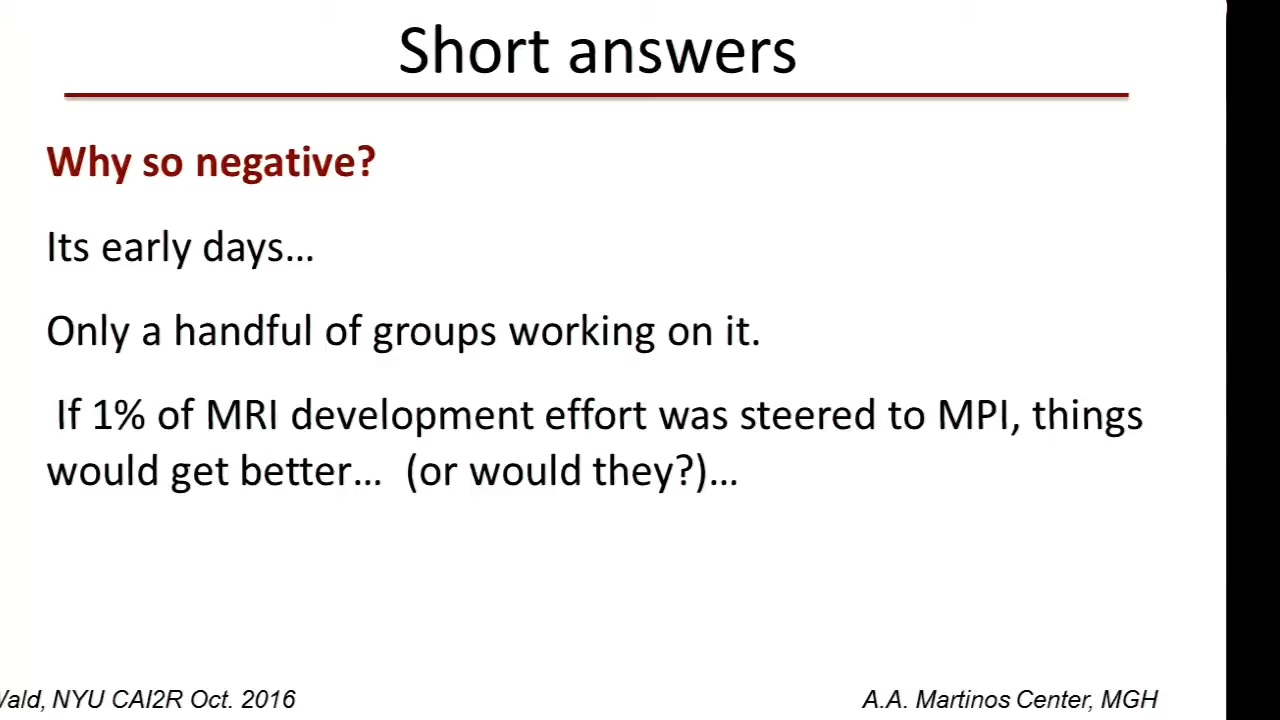 Short answers
Why so negative?
Its early days...
Only a handful of groups working on it.
If 1% of MRI development effort was steered to MPI, things
would get better... (or would they?)...
NYU CAI2R Oct. 2016
A.A. Martinos Center, MGH